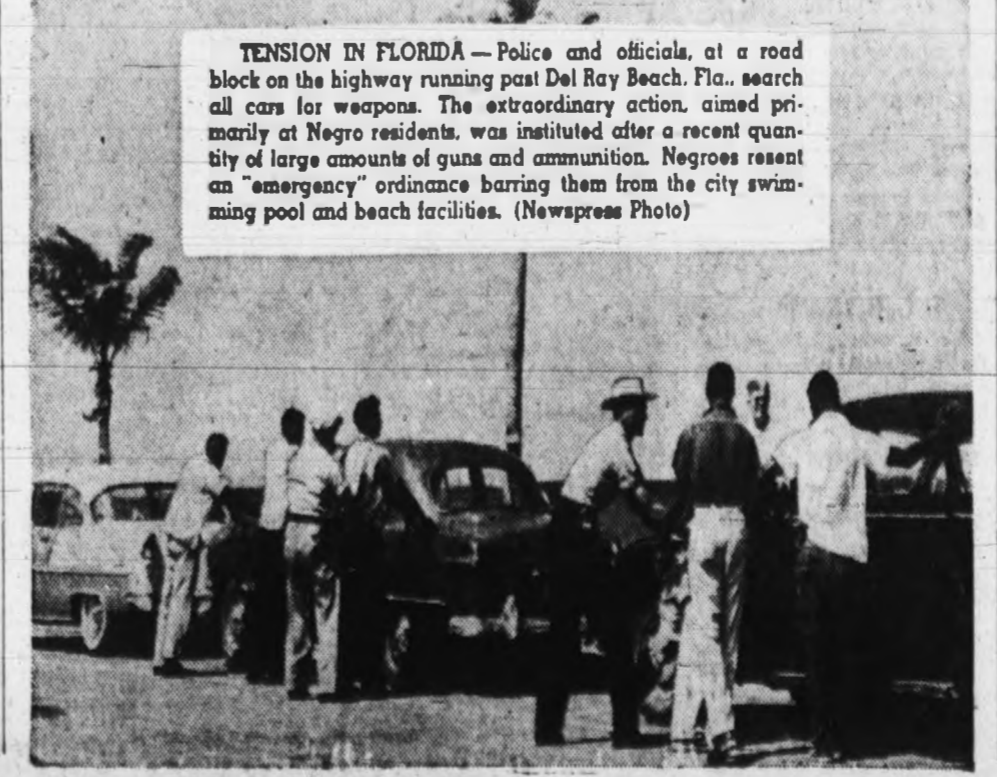 TENSION IN FLORIDA — Police and officials, at a road
block on the highway running past Del Ray Beach, Fla., search
all cars for weapons. The extraordinary action, aimed pri-
marily at Negro residents, was instituted after a recent quan-
tity of large amounts of guns and ammunition. Negroes resent
an "emergency" ordinance barring them from the city swim-
ming pool and beach facilities. (Newspress Photo)